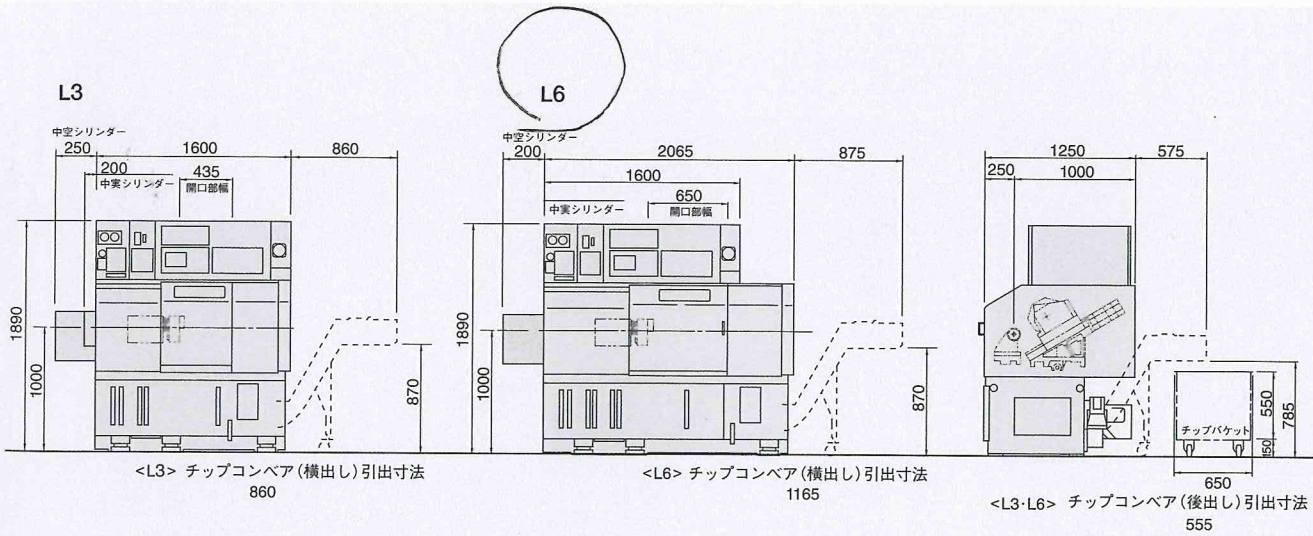 L3
中空シリンダー
250
1600
860
200
435
中実シリンダー
開口部幅
1890
1000
870
<L3> チップコンベア(横出し)引出寸法
860
L6
中空シリンダー
200
2065
875
1600
650
中実シリンダー
開口部幅
1890
1000
870
<L6> チップコンベア(横出し)引出寸法
1165
1250
575
250
1000
550
785
チップバケット
150
650
<L3·L6> チップコンベア(後出し)引出寸法
555